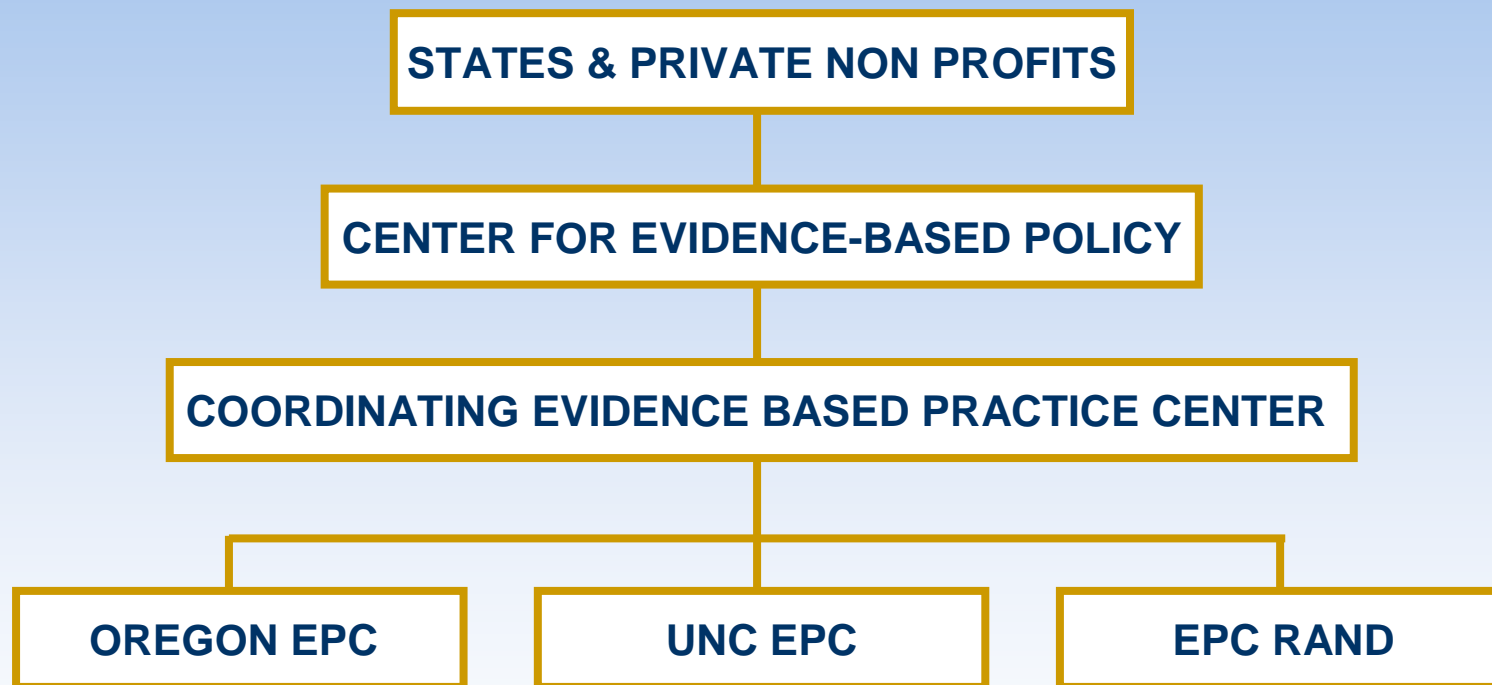 STATES & PRIVATE NON PROFITS
CENTER FOR EVIDENCE-BASED POLICY
COORDINATING EVIDENCE BASED PRACTICE CENTER
OREGON EPC
UNC EPC
EPC RAND